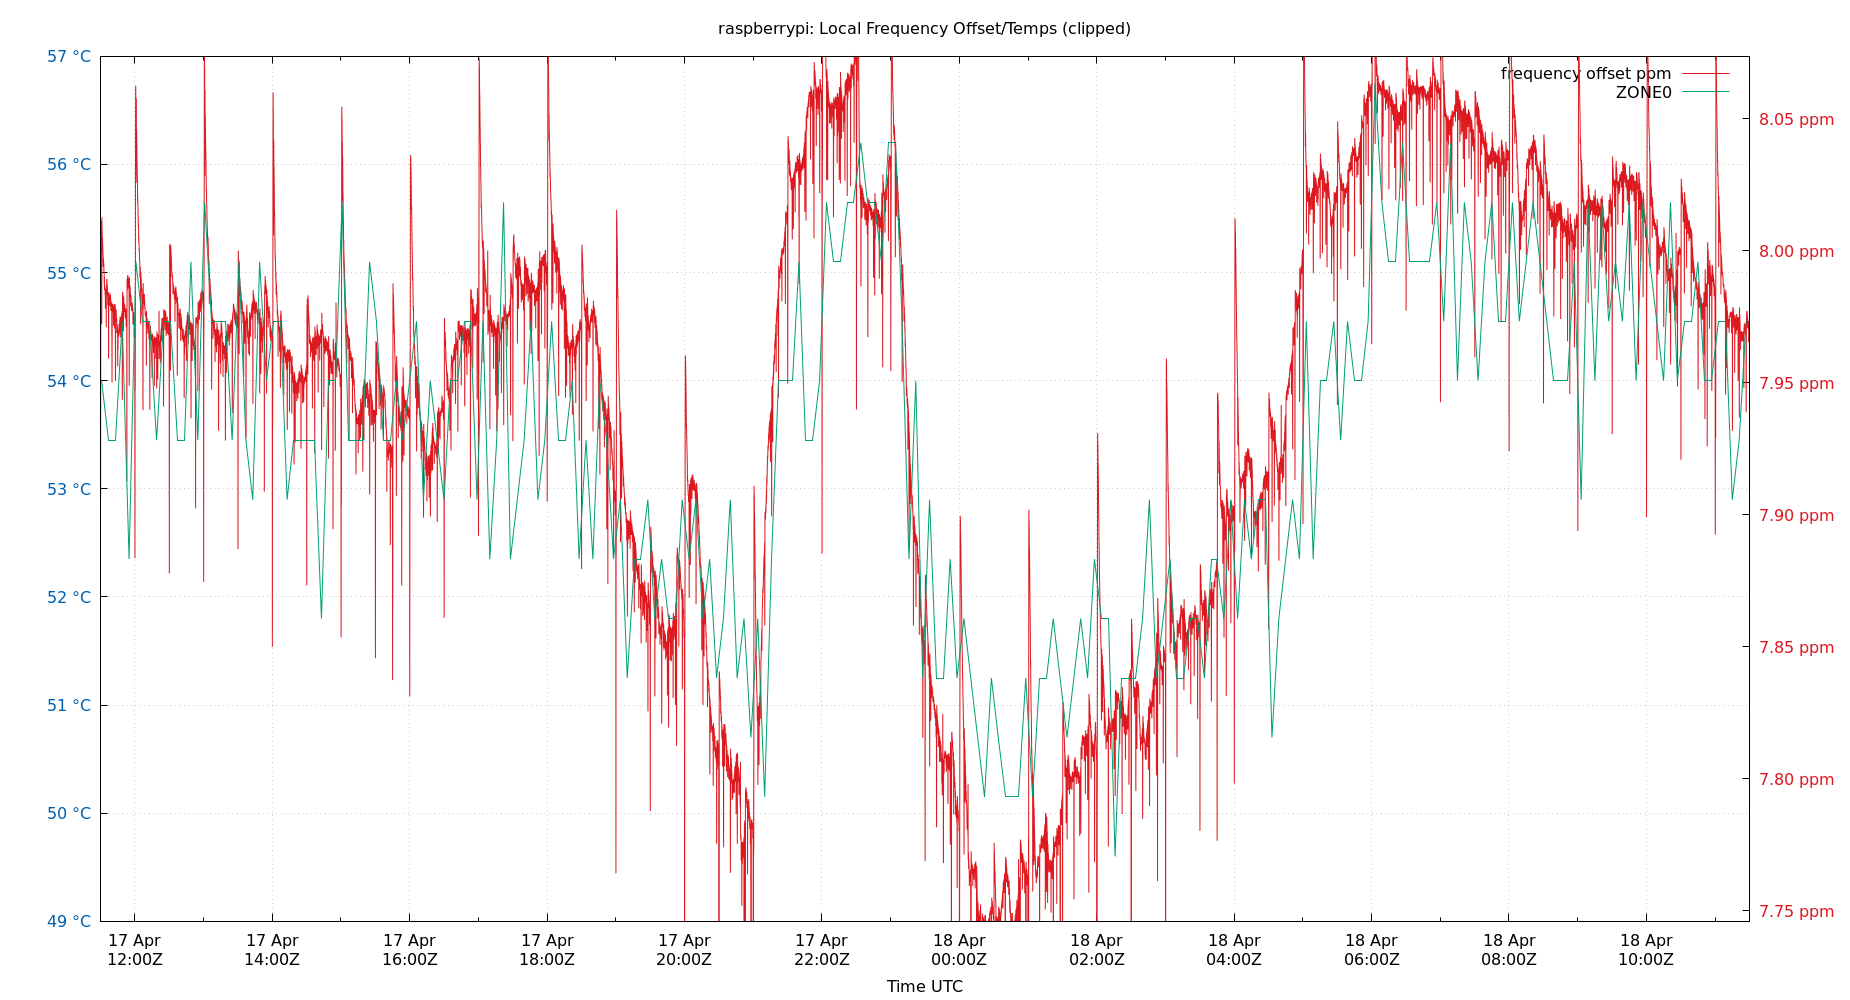 raspberrypi: Local Frequency Offset/Temps (clipped)
frequency offset ppm
ZONE0
57 °C
56 °C
55 °C
54 °C
53 °C
52 °C
51 °C
50 °C
49 °C
8.05 ppm
8.00 ppm
7.95 ppm
7.90 ppm
7.85 ppm
7.80 ppm
7.75 ppm
17 Apr 17 Apr 17 Apr 17 Apr 17 Apr 17 Apr 18 Apr 18 Apr 18 Apr 18 Apr 18 Apr 18 Apr
12:00Z 14:00Z 16:00Z 18:00Z 20:00Z 22:00Z 00:00Z 02:00Z 04:00Z 06:00Z 08:00Z 10:00Z
Time UTC